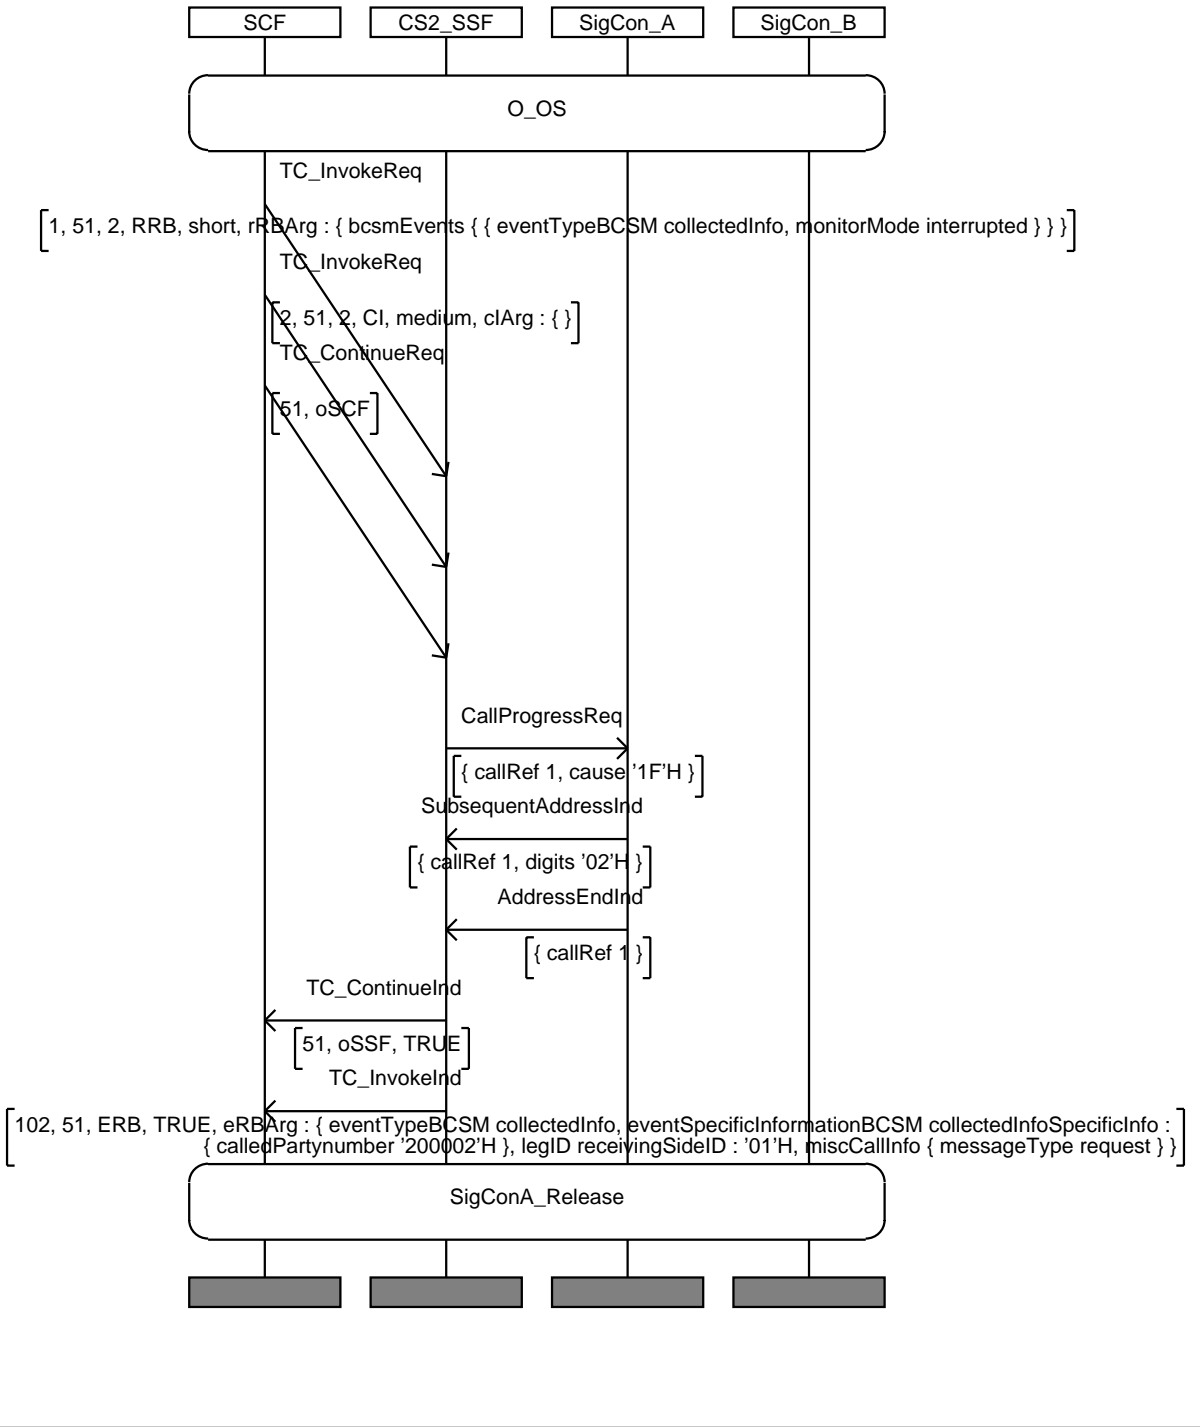 SCF CS2_SSF SigCon_A SigCon_B
O_OS
TC_InvokeReq
1, 51, 2, RRB, short, rRBArg : { bcsmEvents { { eventTypeBCSM collectedInfo, monitorMode interrupted } } }
TC_InvokeReq
2, 51, 2, CI, medium, cIArg : { }
TC_ContinueReq
51, oSCF
CallProgressReq
{ callRef 1, cause ’1F’H }
SubsequentAddressInd
{ callRef 1, digits ’02’H }
AddressEndInd
{ callRef 1 }
TC_ContinueInd
51, oSSF, TRUE
TC_InvokeInd
102, 51, ERB, TRUE, eRBArg : { eventTypeBCSM collectedInfo, eventSpecificInformationBCSM collectedInfoSpecificInfo :
{ calledPartynumber ’200002’H }, legID receivingSideID : ’01’H, miscCallInfo { messageType request } }
SigConA_Release